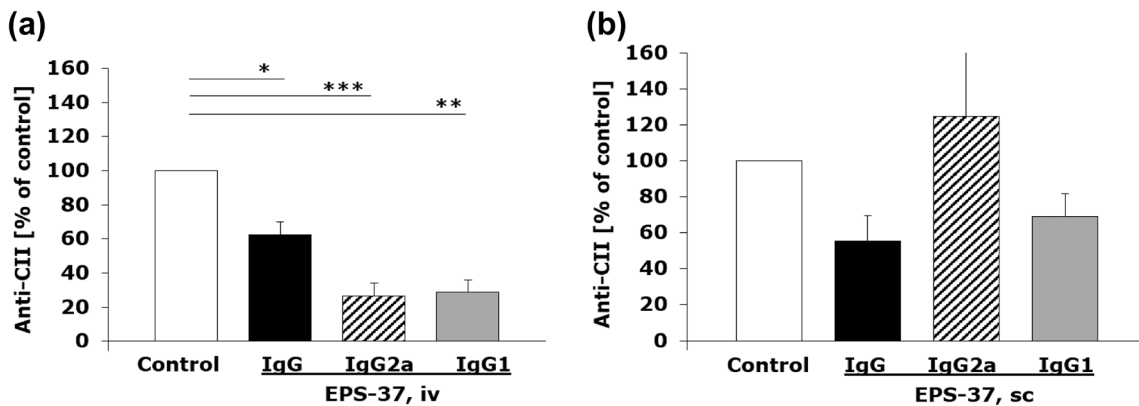 (a)
Anti-CII [% of control]
160
140
120
100
80
60
40
20
0
*
***
**
Control IgG IgG2a IgG1
EPS-37, iv
(b)
Anti-CII [% of control]
160
140
120
100
80
60
40
20
0
Control IgG IgG2a IgG1
EPS-37, sc